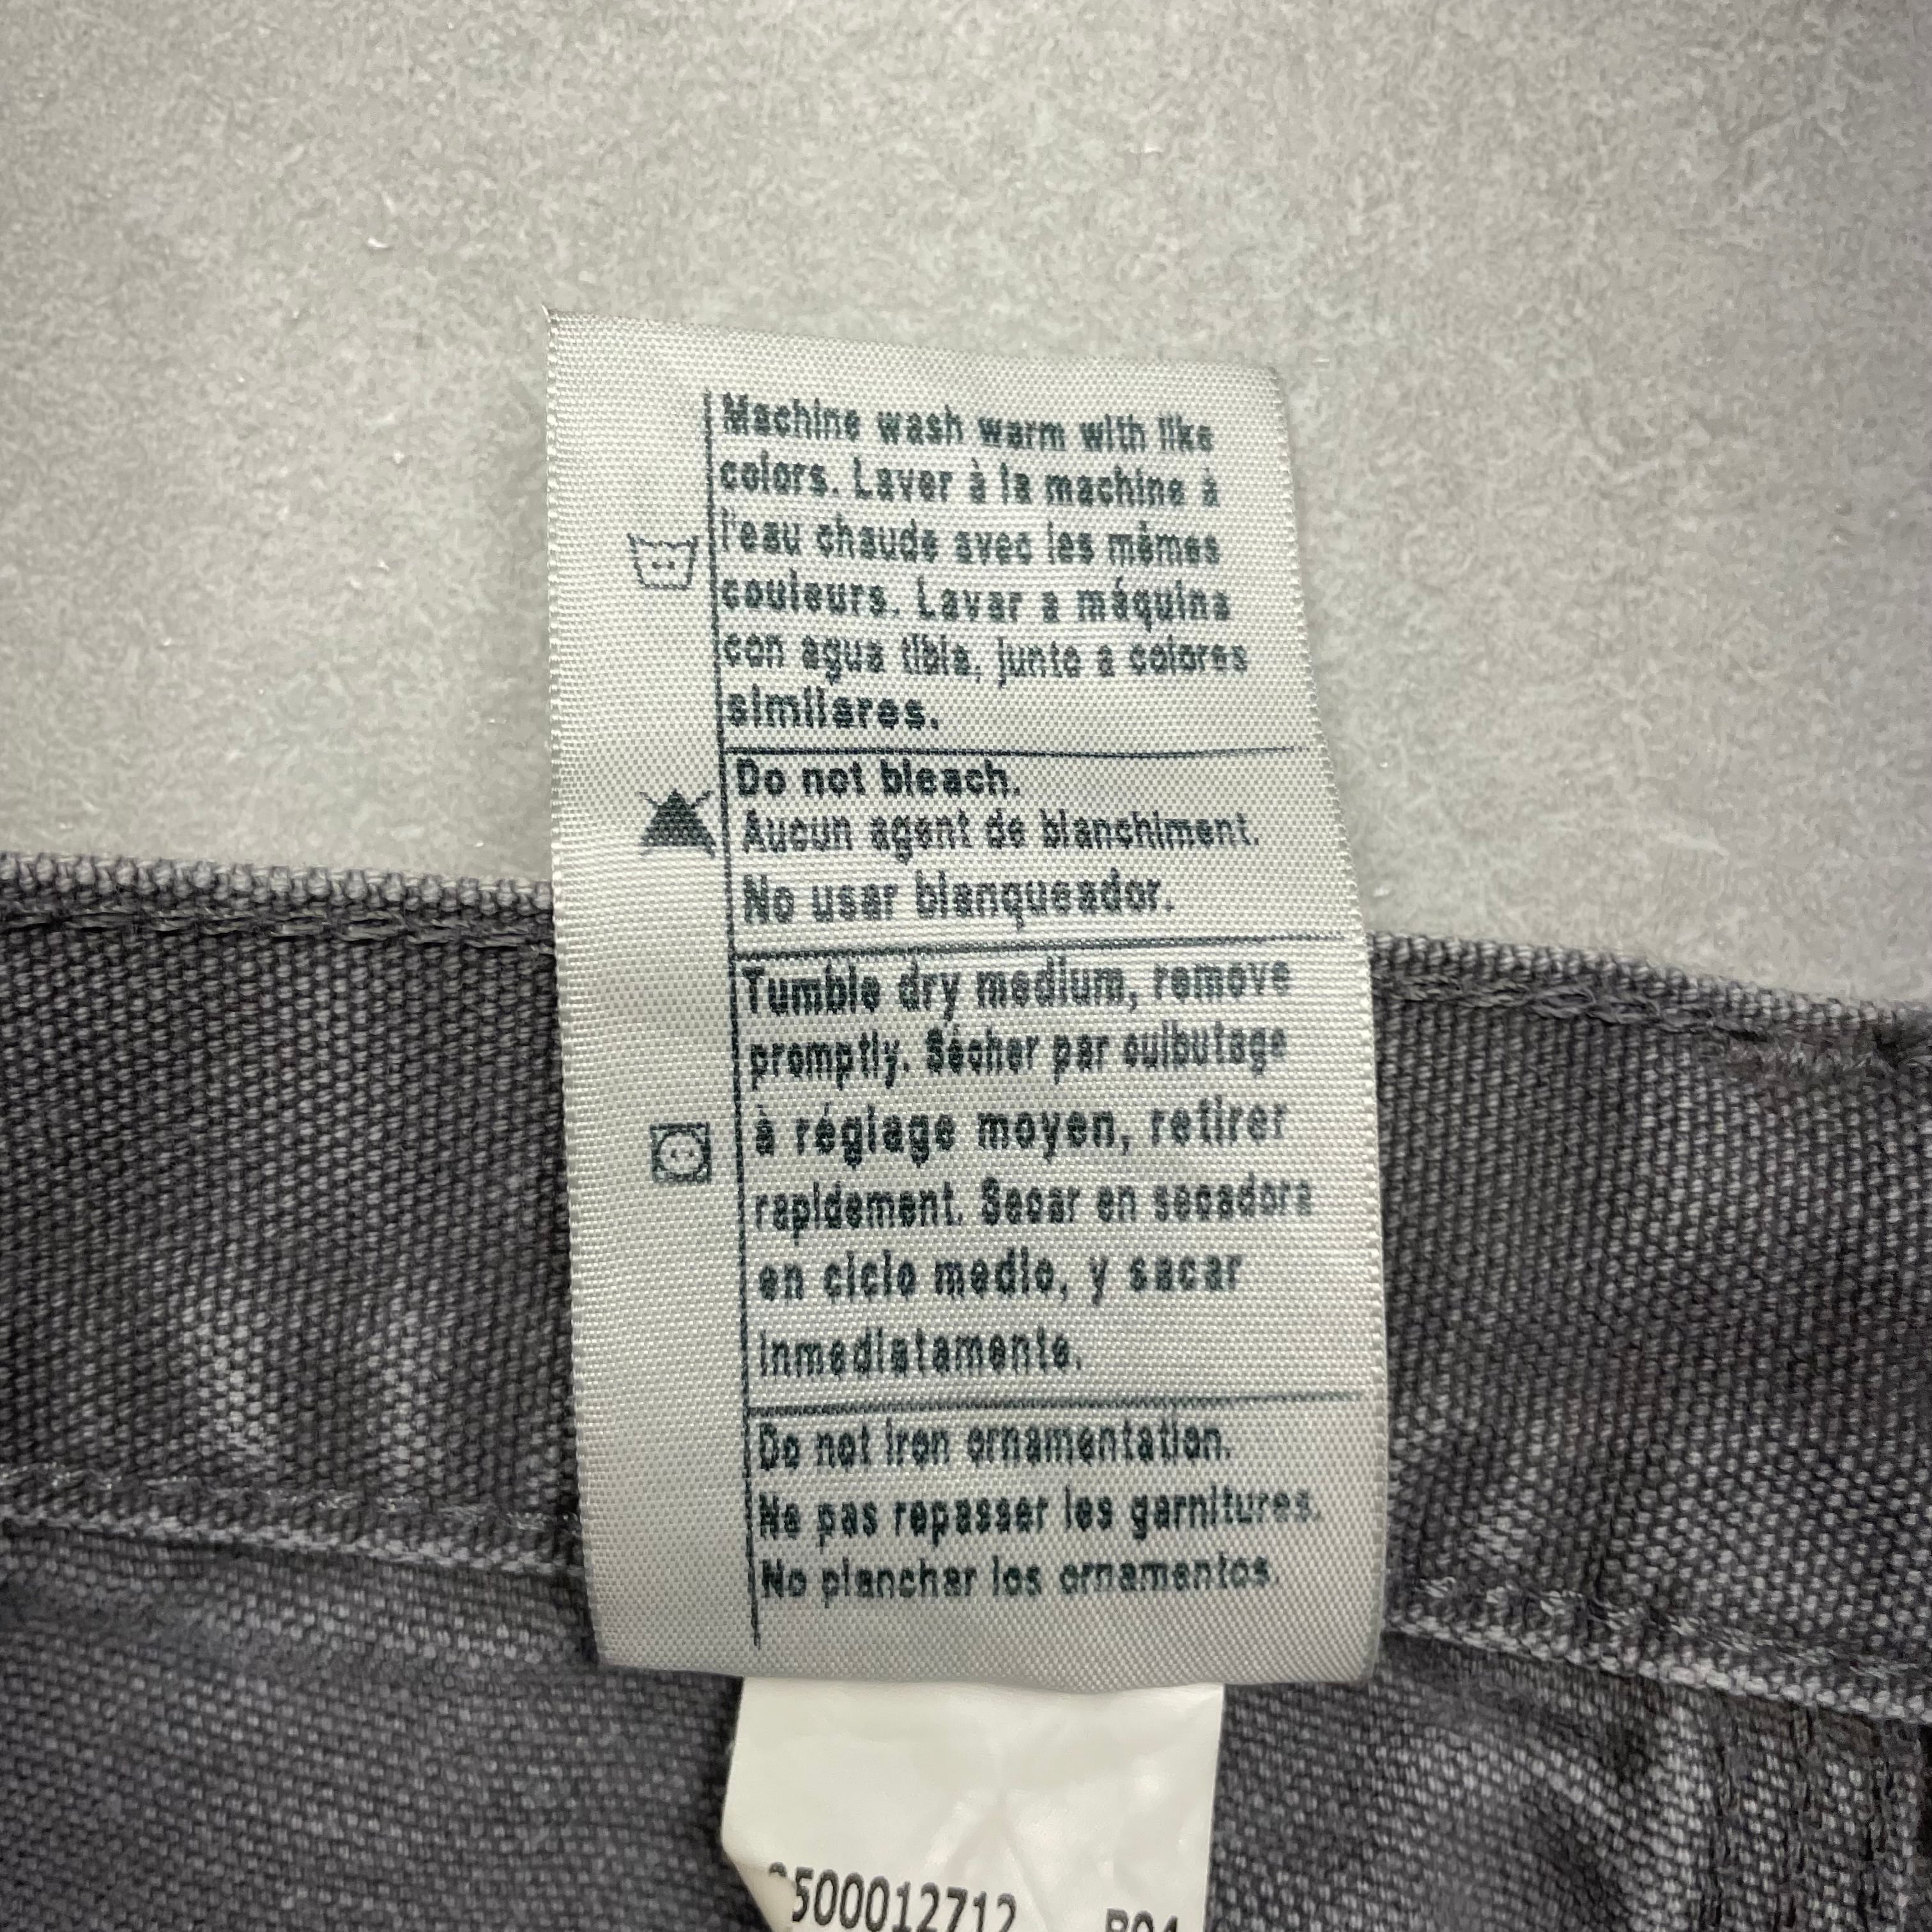 Machine wash warm with like
colors. Laver à la machine à
l'eau chaude avec les mêmes
couleurs. Lavar a máquina
con agua tibia, junto a colores
similares.
Do not bleach.
Aucun agent de blanchiment.
No usar blanqueador.
Tumble dry medium, remove
promptly. Sécher par culbutage
à réglage moyen, retirer
rapidement. Secar en secadora
en ciclo medio, y sacar
inmediatamente.
Do not iron ornamentation.
Ne pas repasser les garnitures.
No planchar los ornamentos.